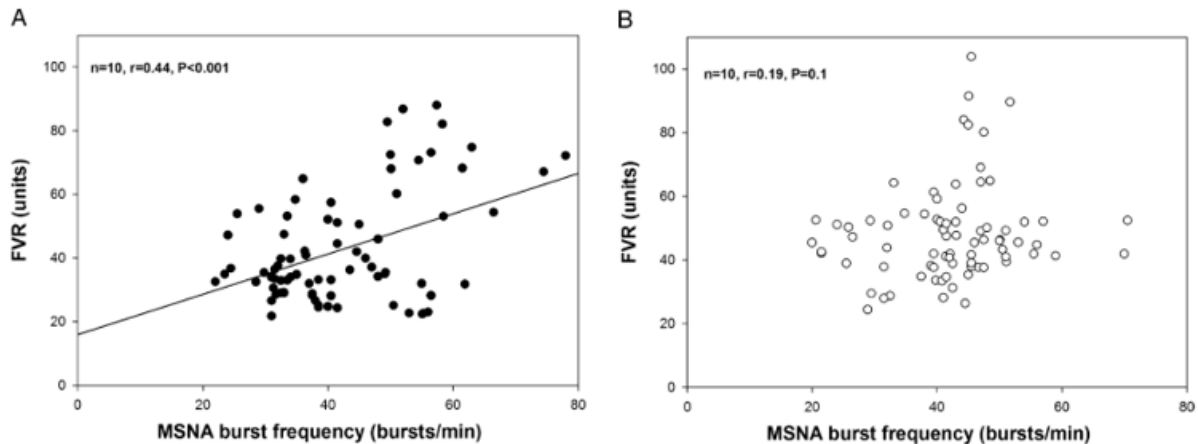 A
n=10, r=0.44, P<0.001
FVR (units)
100
80
60
40
20
0
0 20 40 60 80
MSNA burst frequency (bursts/min)
B
n=10, r=0.19, P=0.1
FVR (units)
100
80
60
40
20
0
0 20 40 60 80
MSNA burst frequency (bursts/min)